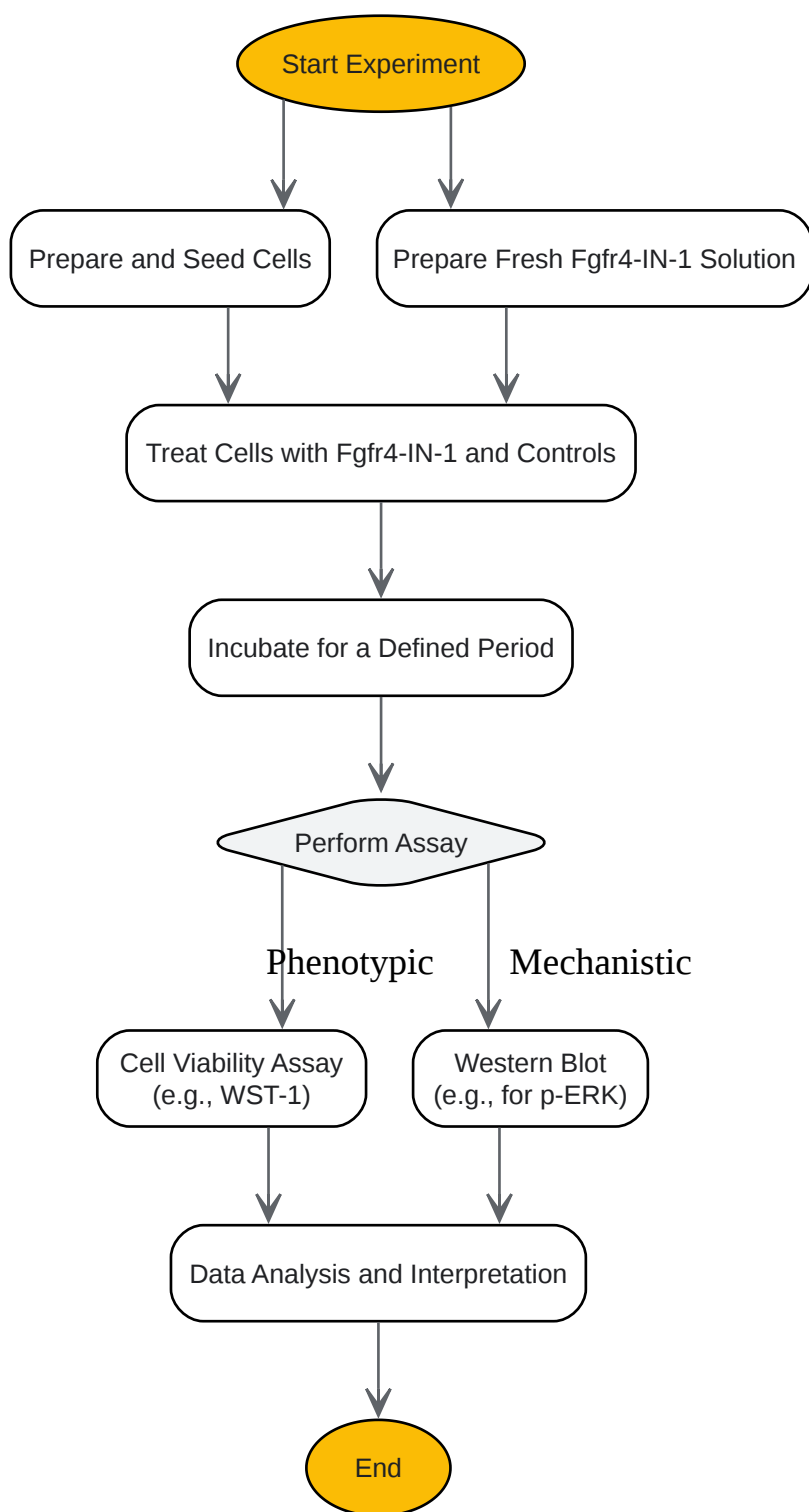 Start Experiment
Prepare and Seed Cells
Prepare Fresh Fgfr4-IN-1 Solution
Treat Cells with Fgfr4-IN-1 and Controls
Incubate for a Defined Period
Perform Assay
Phenotypic
Mechanistic
Cell Viability Assay
(e.g., WST-1)
Western Blot
(e.g., for p-ERK)
Data Analysis and Interpretation
End